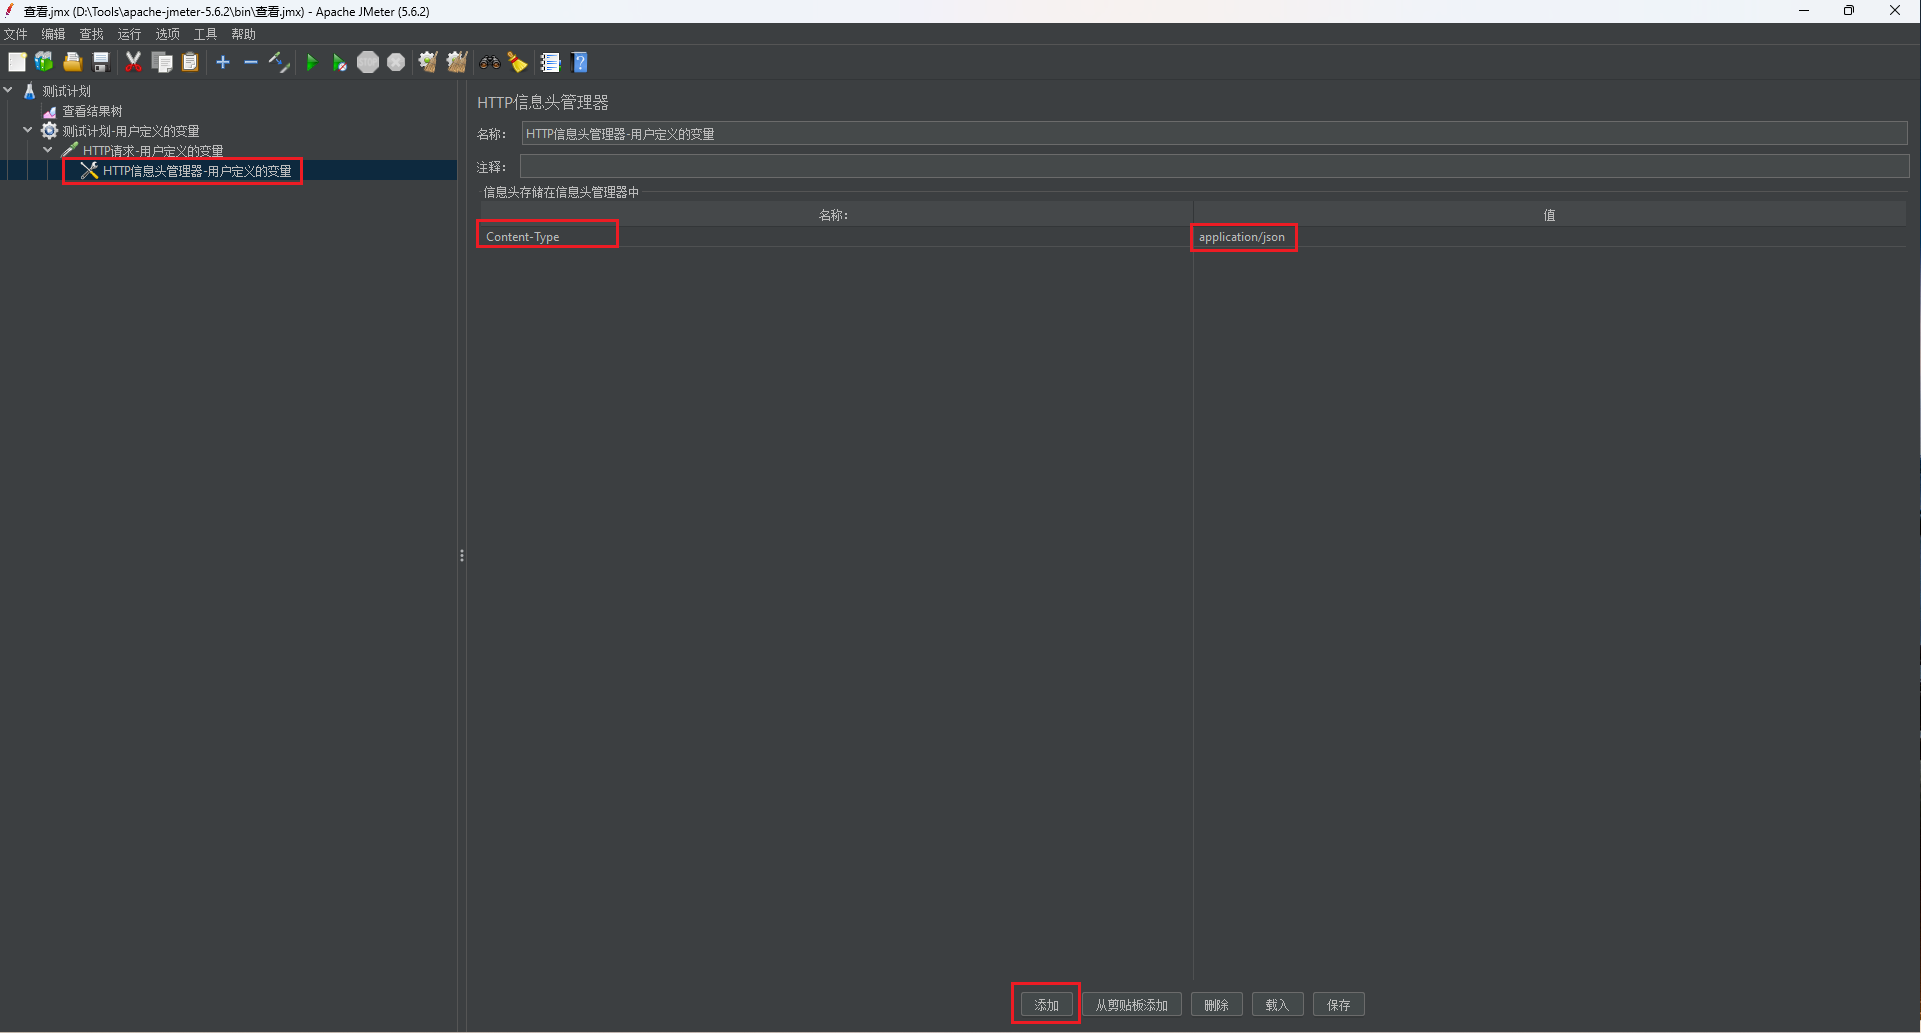 查看.jmx (D:\Tools\apache-jmeter-5.6.2\bin\查看.jmx) - Apache JMeter (5.6.2)
文件 编辑 查找 运行 选项 工具 帮助
STOP
测试计划
查看结果树
测试计划-用户定义的变量
HTTP请求-用户定义的变量
HTTP信息头管理器-用户定义的变量
HTTP信息头管理器
名称： HTTP信息头管理器-用户定义的变量
注释：
信息头存储在信息头管理器中
名称： 值
Content-Type application/json
添加 从剪贴板添加 删除 载入 保存